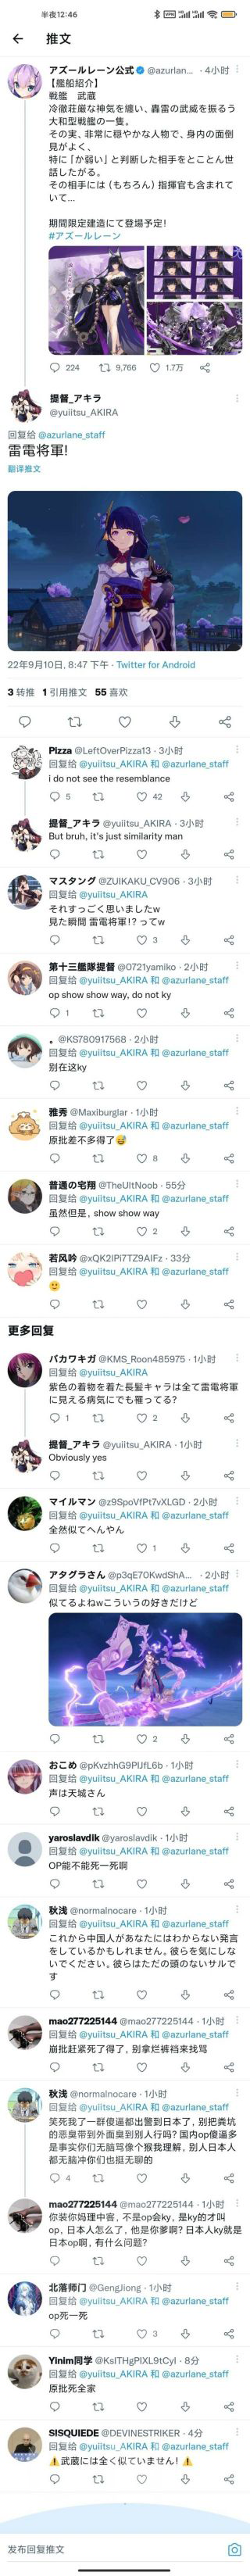 半夜12:46
推文
アズールレーン公式 @azurlan... · 4小时
【艦船紹介】
戦艦　武蔵
冷徹荘厳な神気を纏い、轟雷の武威を振るう
大和型戦艦の一隻。
その実、非常に穏やかな人物で、身内の面倒
見がよく、
特に「か弱い」と判断した相手をとことん世
話したがる。
その相手には（もちろん）指揮官も含まれて
いて...
期間限定建造にて登場予定!
#アズールレーン
224 9,766 1.7万
提督_アキラ
@yuiitsu_AKIRA
回复给 @azurlane_staff
雷電将軍!
翻译推文
22年9月10日, 8:47 下午 · Twitter for Android
3 转推 1 引用推文 55 喜欢
Pizza @LeftOverPizza13 · 3小时
回复给 @yuiitsu_AKIRA 和 @azurlane_staff
i do not see the resemblance
5 42
提督_アキラ @yuiitsu_AKIRA · 3小时
But bruh, it's just similarity man
マスタング @ZUIKAKU_CV906 · 3小时
回复给 @yuiitsu_AKIRA
それすっごく思いましたw
見た瞬間 雷電将軍!? ってw
3
第十三艦隊提督 @0721yamiko · 2小时
回复给 @yuiitsu_AKIRA 和 @azurlane_staff
op show show way, do not ky
1
。 @KS780917568 · 2小时
回复给 @yuiitsu_AKIRA 和 @azurlane_staff
别在这ky
雅秀 @Maxiburglar · 1小时
回复给 @yuiitsu_AKIRA 和 @azurlane_staff
原批差不多得了😅
8
普通の宅翔 @TheUltNoob · 55分
回复给 @yuiitsu_AKIRA 和 @azurlane_staff
虽然但是, show show way
2
若风吟 @xQK2lPi7TZ9AIFz · 33分
回复给 @yuiitsu_AKIRA 和 @azurlane_staff
🙂
更多回复
バカワキガ @KMS_Roon485975 · 1小时
回复给 @yuiitsu_AKIRA
紫色の着物を着た長髪キャラは全て雷電将軍
に見える病気にでも罹ってる?
1 2
提督_アキラ @yuiitsu_AKIRA · 1小时
Obviously yes
マイルマン @z9SpoVfPt7vXLGD · 2小时
回复给 @yuiitsu_AKIRA 和 @azurlane_staff
全然似てへんやん
1
アタグラさん @p3qE70KwdShA... · 2小时
回复给 @yuiitsu_AKIRA 和 @azurlane_staff
似てるよねwこういうの好きだけど
2
おこめ @pKvzhhG9PIJfL6b · 1小时
回复给 @yuiitsu_AKIRA 和 @azurlane_staff
声は天城さん
yaroslavdik @yaroslavdik · 1小时
回复给 @yuiitsu_AKIRA 和 @azurlane_staff
OP能不能死一死啊
秋浅 @normalnocare · 1小时
回复给 @yuiitsu_AKIRA 和 @azurlane_staff
これから中国人があなたにはわからない発言
をしているかもしれません。彼らを気にしな
いでください。彼らはただの頭のないサルで
す
mao277225144 @mao277225144 · 1小时
回复给 @yuiitsu_AKIRA 和 @azurlane_staff
崩批赶紧死了得了, 别拿烂裤裆来找骂
秋浅 @normalnocare · 1小时
回复给 @yuiitsu_AKIRA 和 @azurlane_staff
笑死我了一群傻逼都出警到日本了, 别把粪坑
的恶臭带到外面臭到别人行吗? 国内op傻逼多
是事实你们无脑骂像个猴我理解, 别人日本人
都无脑冲你们也挺无聊的
4
mao277225144 @mao277225144 · 1小时
你装你妈理中客, 不是op会ky, 是ky的才叫
op, 日本人怎么了, 他是你爹啊? 日本人ky就是
日本op啊, 有什么问题?
北落师门 @GengJiong · 1小时
回复给 @yuiitsu_AKIRA 和 @azurlane_staff
op死一死
3
Yinim同学 @KsITHgPIXL9tCyI · 8分
回复给 @yuiitsu_AKIRA 和 @azurlane_staff
原批死全家
SISQUIEDE @DEVINESTRIKER · 4分
回复给 @yuiitsu_AKIRA 和 @azurlane_staff
⚠️武蔵には全く似ていません! ⚠️
发布回复推文